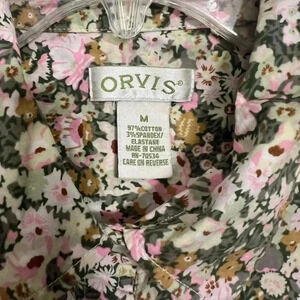 ORVIS®
M
97%COTTON
3%SPANDEX/
ELASTANE
MADE IN CHINA
RN-70534
CARE ON REVERSE